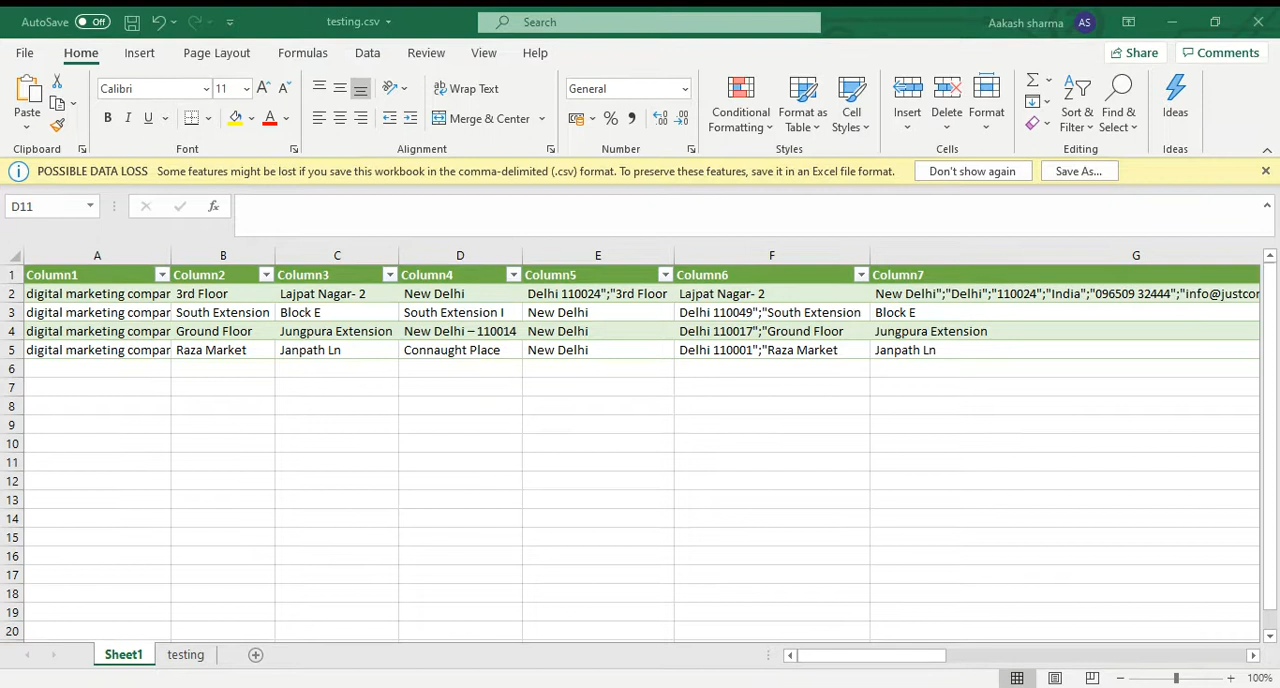 AutoSave Off testing.csv Search Aakash sharma AS
File Home Insert Page Layout Formulas Data Review View Help Share Comments
Paste Calibri 11 Wrap Text General Conditional Formatting Format as Table Cell Styles Insert Delete Format Sort & Filter Find & Select Ideas
B I U Merge & Center
Clipboard Font Alignment Number Styles Cells Editing Ideas
POSSIBLE DATA LOSS Some features might be lost if you save this workbook in the comma-delimited (.csv) format. To preserve these features, save it in an Excel file format. Don't show again Save As...
D11 fx
A B C D E F G
1 Column1 Column2 Column3 Column4 Column5 Column6 Column7
2 digital marketing compar 3rd Floor Lajpat Nagar- 2 New Delhi Delhi 110024";"3rd Floor Lajpat Nagar- 2 New Delhi";"Delhi";"110024";"India";"096509 32444";"info@justcor
3 digital marketing compar South Extension Block E South Extension I New Delhi Delhi 110049";"South Extension Block E
4 digital marketing compar Ground Floor Jungpura Extension New Delhi – 110014 New Delhi Delhi 110017";"Ground Floor Jungpura Extension
5 digital marketing compar Raza Market Janpath Ln Connaught Place New Delhi Delhi 110001";"Raza Market Janpath Ln
6
7
8
9
10
11
12
13
14
15
16
17
18
19
20
Sheet1 testing
100%